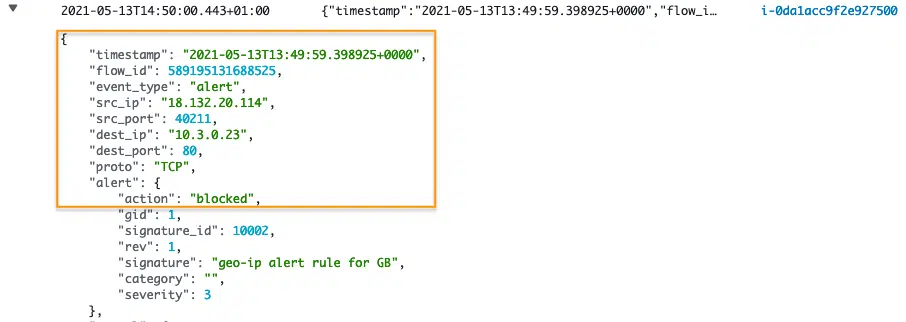 2021-05-13T14:50:00.443+01:00 {"timestamp":"2021-05-13T13:49:59.398925+0000","flow_i… i-0da1acc9f2e927500
{
"timestamp": "2021-05-13T13:49:59.398925+0000",
"flow_id": 589195131688525,
"event_type": "alert",
"src_ip": "18.132.20.114",
"src_port": 40211,
"dest_ip": "10.3.0.23",
"dest_port": 80,
"proto": "TCP",
"alert": {
"action": "blocked",
"gid": 1,
"signature_id": 10002,
"rev": 1,
"signature": "geo-ip alert rule for GB",
"category": "",
"severity": 3
},